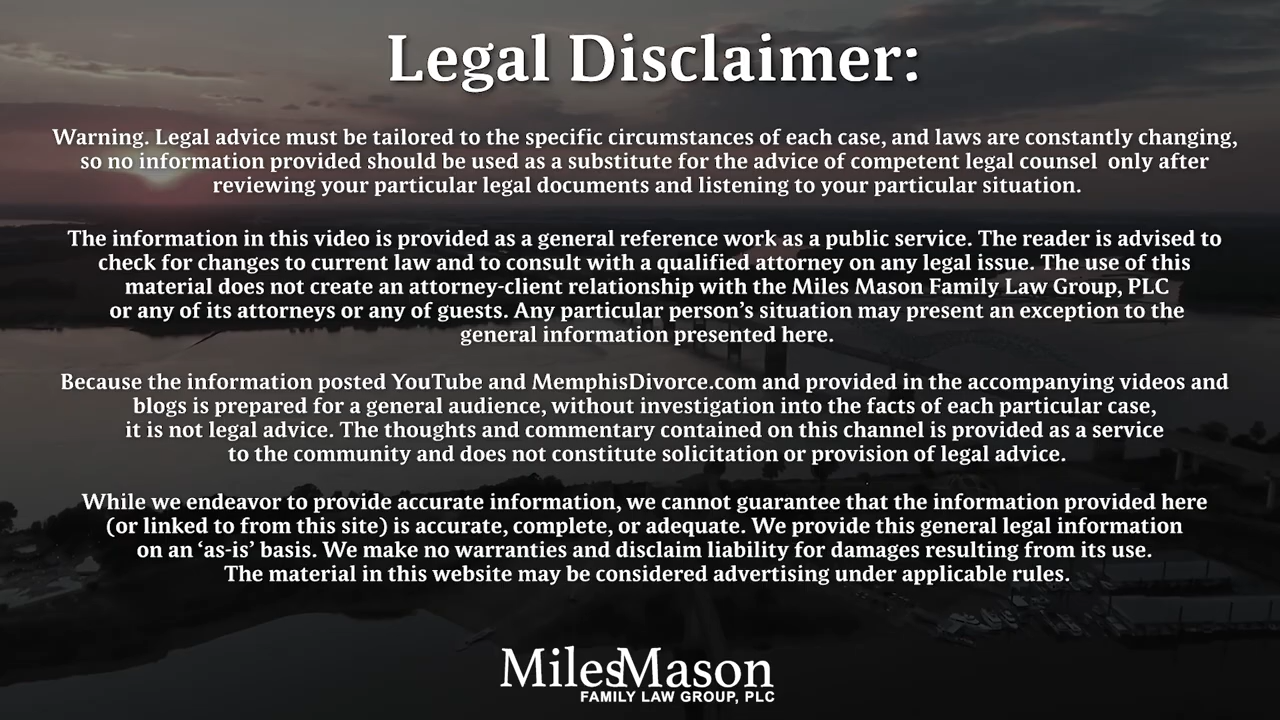 Legal Disclaimer:
Warning. Legal advice must be tailored to the specific circumstances of each case, and laws are constantly changing,
so no information provided should be used as a substitute for the advice of competent legal counsel  only after
reviewing your particular legal documents and listening to your particular situation.
The information in this video is provided as a general reference work as a public service. The reader is advised to
check for changes to current law and to consult with a qualified attorney on any legal issue. The use of this
material does not create an attorney-client relationship with the Miles Mason Family Law Group, PLC
or any of its attorneys or any of guests. Any particular person’s situation may present an exception to the
general information presented here.
Because the information posted YouTube and MemphisDivorce.com and provided in the accompanying videos and
blogs is prepared for a general audience, without investigation into the facts of each particular case,
it is not legal advice. The thoughts and commentary contained on this channel is provided as a service
to the community and does not constitute solicitation or provision of legal advice.
While we endeavor to provide accurate information, we cannot guarantee that the information provided here
(or linked to from this site) is accurate, complete, or adequate. We provide this general legal information
on an ‘as-is’ basis. We make no warranties and disclaim liability for damages resulting from its use.
The material in this website may be considered advertising under applicable rules.
MilesMason
FAMILY LAW GROUP, PLC